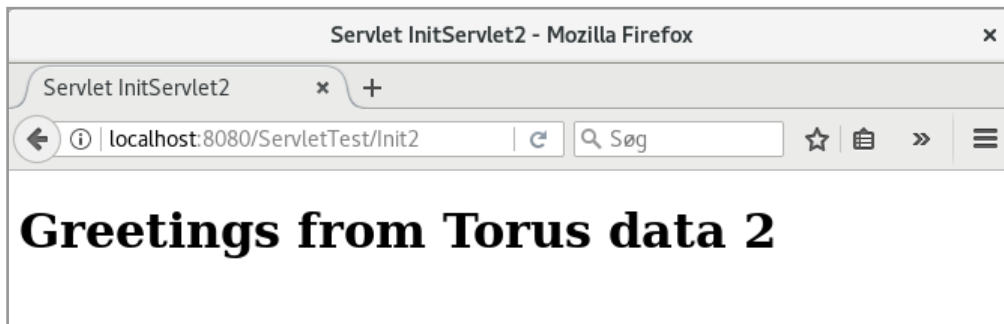 Servlet InitServlet2 - Mozilla Firefox
Servlet InitServlet2
localhost:8080/ServletTest/Init2 Søg
Greetings from Torus data 2